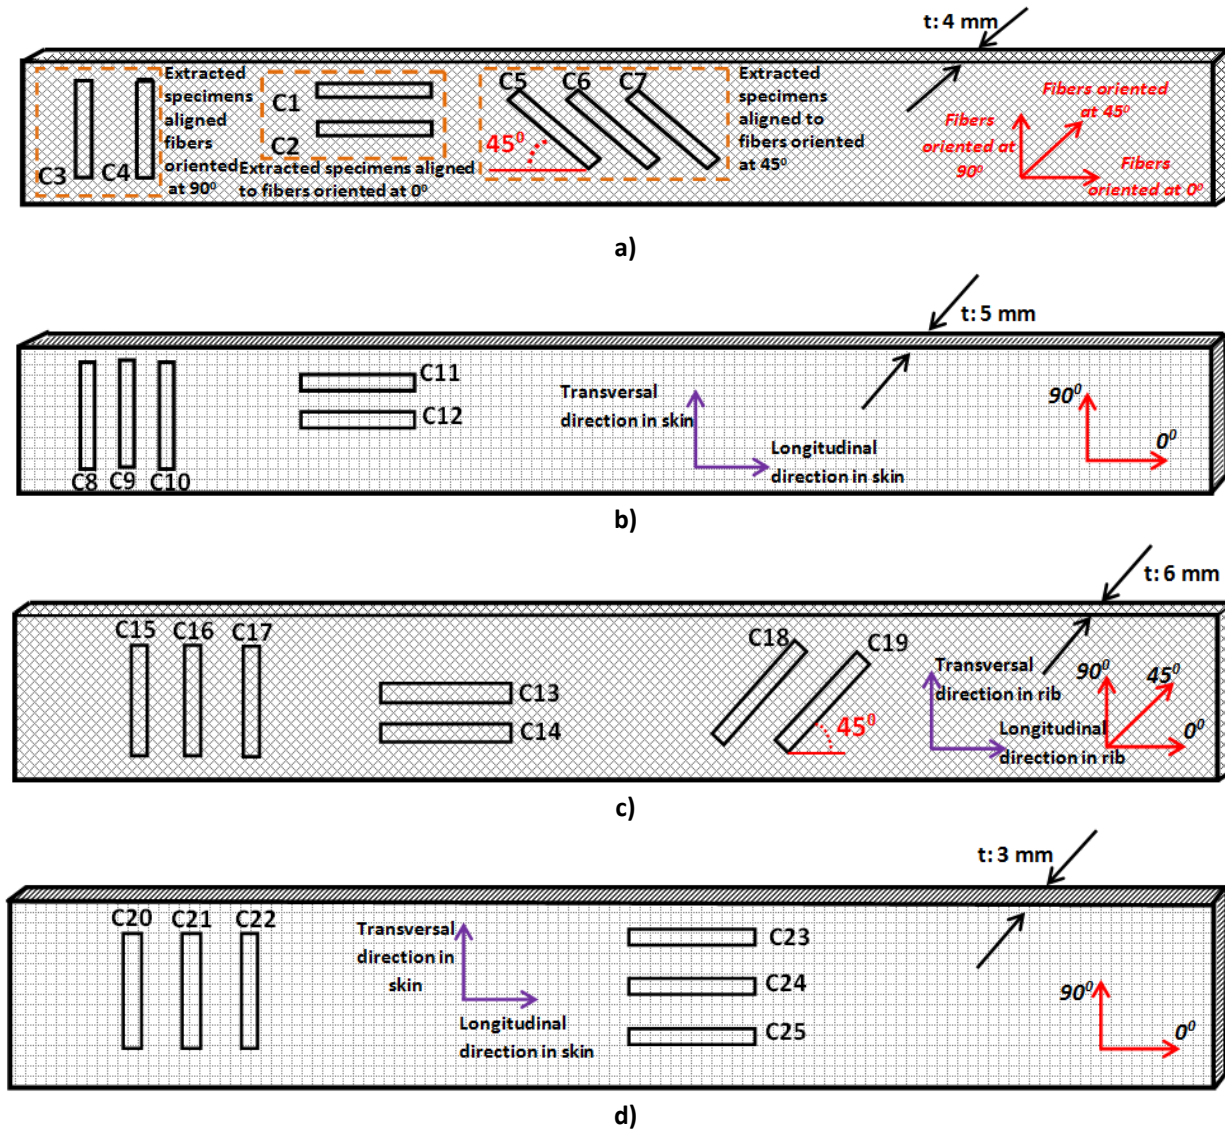 t: 4 mm
C3
C4
Extracted
specimens
aligned
fibers
oriented
at 90⁰
C1
C2
Extracted specimens aligned
to fibers oriented at 0⁰
C5
C6
C7
45⁰
Extracted
specimens
aligned to
fibers oriented
at 45⁰
Fibers
oriented at
90⁰
Fibers oriented
at 45⁰
Fibers
oriented at 0⁰
a)
t: 5 mm
C8
C9
C10
C11
C12
Transversal
direction in skin
Longitudinal
direction in skin
90⁰
0⁰
b)
t: 6 mm
C15
C16
C17
C13
C14
C18
C19
45⁰
Transversal
direction in rib
Longitudinal
direction in rib
90⁰
45⁰
0⁰
c)
t: 3 mm
C20
C21
C22
Transversal
direction in
skin
Longitudinal
direction in skin
C23
C24
C25
90⁰
0⁰
d)